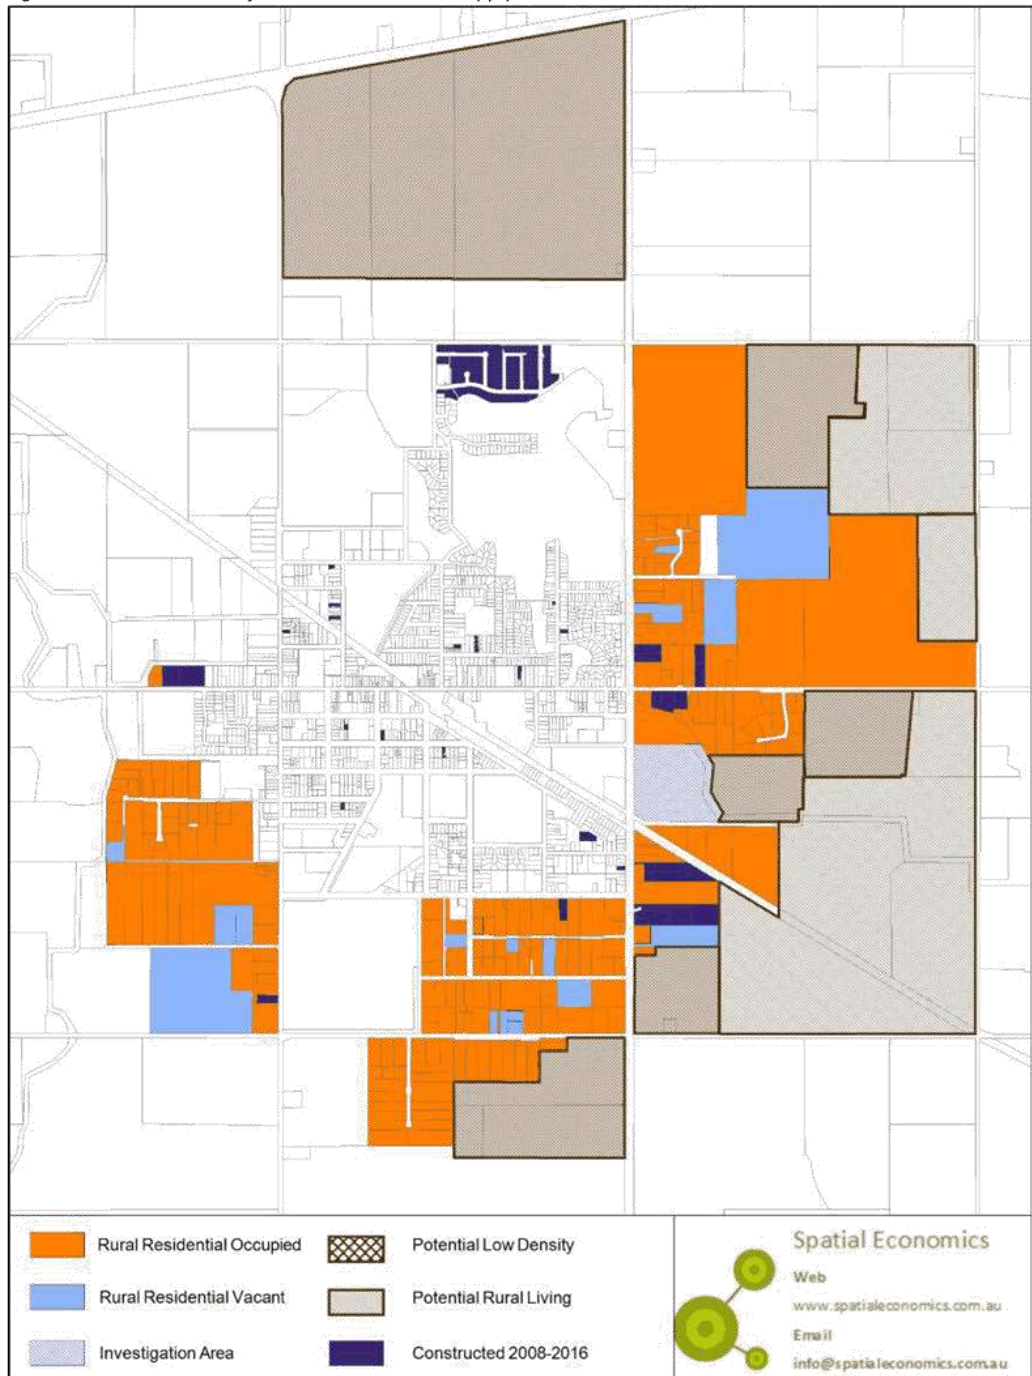 Rural Residential Occupied
Potential Low Density
Rural Residential Vacant
Potential Rural Living
Investigation Area
Constructed 2008-2016
Spatial Economics
Web
www.spatialeconomics.com.au
Email
info@spatialeconomics.com.au